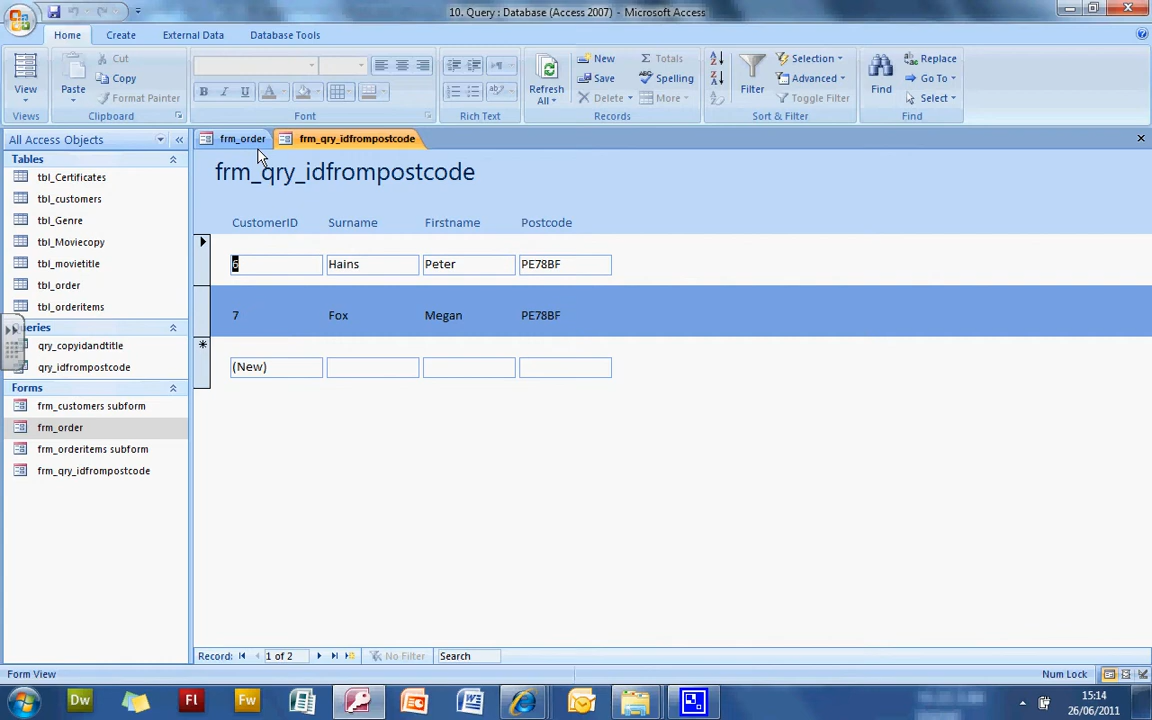 10. Query : Database (Access 2007) - Microsoft Access
Home Create External Data Database Tools
View
Views
Paste
Cut
Copy
Format Painter
Clipboard
B I U A
Font
Rich Text
Refresh
All
New
Save
Delete
Totals
Spelling
More
Records
Filter
Selection
Advanced
Toggle Filter
Sort & Filter
Find
Replace
Go To
Select
Find
All Access Objects
Tables
tbl_Certificates
tbl_customers
tbl_Genre
tbl_Moviecopy
tbl_movietitle
tbl_order
tbl_orderitems
Queries
qry_copyidandtitle
qry_idfrompostcode
Forms
frm_customers subform
frm_order
frm_orderitems subform
frm_qry_idfrompostcode
frm_order frm_qry_idfrompostcode
frm_qry_idfrompostcode
CustomerID Surname Firstname Postcode
6 Hains Peter PE78BF
7 Fox Megan PE78BF
(New)
Record: 1 of 2 No Filter Search
Form View Num Lock
Dw Fl Fw
15:14
26/06/2011